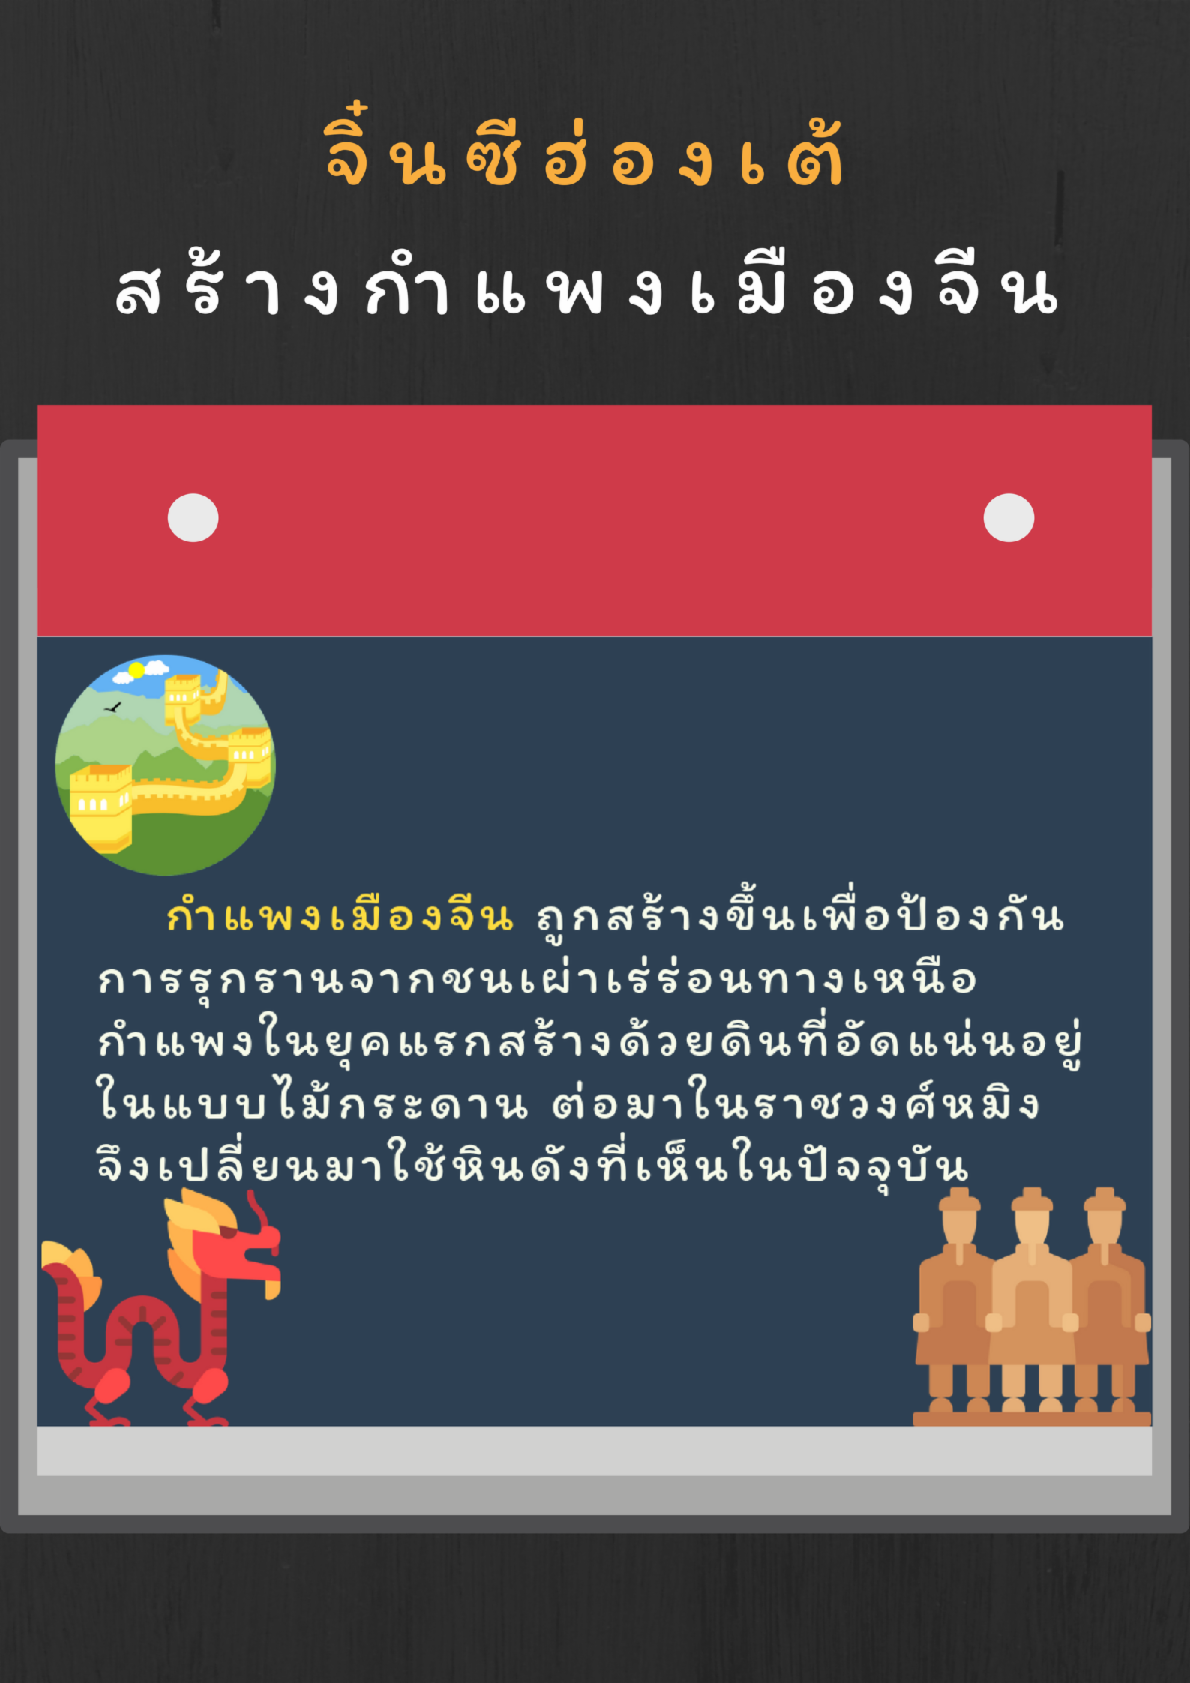 จิ๋นซีฮ่องเต้
สร้างกำแพงเมืองจีน
กำแพงเมืองจีน ถูกสร้างขึ้นเพื่อป้องกัน
การรุกรานจากชนเผ่าเร่ร่อนทางเหนือ
กำแพงในยุคแรกสร้างด้วยดินที่อัดแน่นอยู่
ในแบบไม้กระดาน ต่อมาในราชวงศ์หมิง
จึงเปลี่ยนมาใช้หินดังที่เห็นในปัจจุบัน